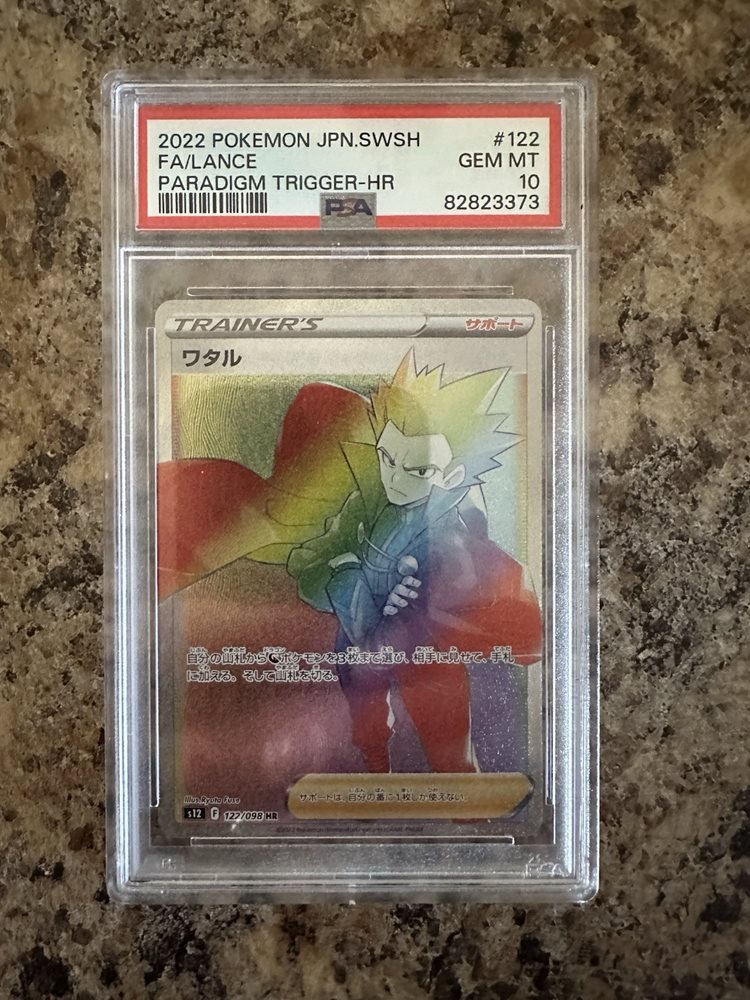 2022 POKEMON JPN.SWSH #122
FA/LANCE GEM MT
PARADIGM TRIGGER-HR 10
PSA 82823373
TRAINER'S サポート
ワタル
自分の山札からポケモンを3枚まで選び、相手に見せて、手札
に加える。そして山札を切る。
サポートは、自分の番に1枚しか使えない。
Illus. Ryota Fuse
s12 F 122/098 HR